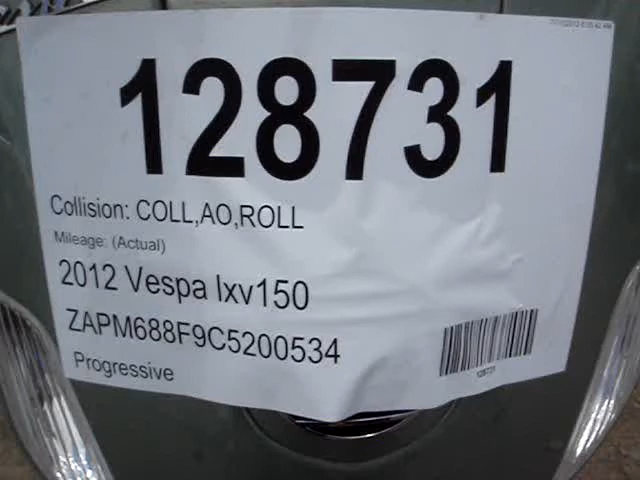 128731
Collision: COLL,AO,ROLL
Mileage: (Actual)
2012 Vespa lxv150
ZAPM688F9C5200534
Progressive
128731